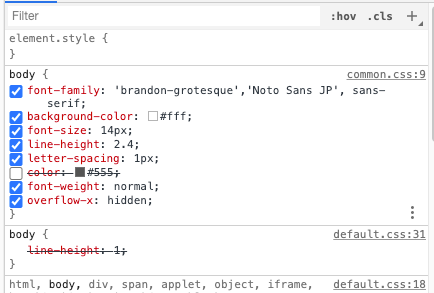 Filter :hov .cls
element.style {
}
body { common.css:9
font-family: 'brandon-grotesque','Noto Sans JP', sans-
serif;
background-color: #fff;
font-size: 14px;
line-height: 2.4;
letter-spacing: 1px;
color: #555;
font-weight: normal;
overflow-x: hidden;
}
body { default.css:31
line-height: 1;
}
html, body, div, span, applet, object, iframe, default.css:18